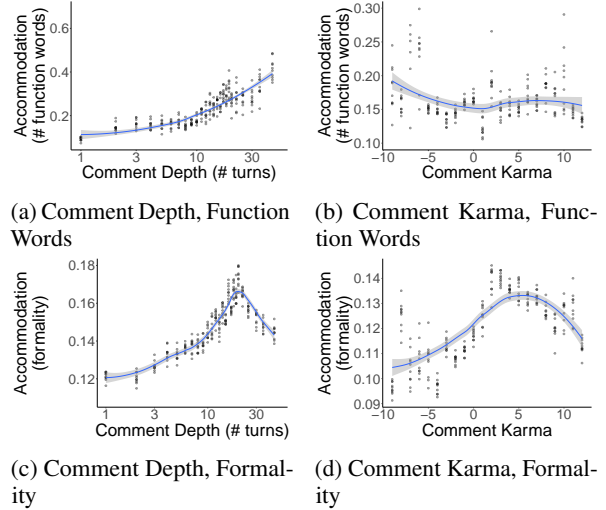 Accommodation
(# function words)
0.6
0.4
0.2
1
3
10
30
Comment Depth (# turns)
Accommodation
(# function words)
0.30
0.25
0.20
0.15
0.10
−10
−5
0
5
10
Comment Karma
(a) Comment Depth, Function
Words
(b) Comment Karma, Func-
tion Words
Accommodation
(formality)
0.18
0.16
0.14
0.12
1
3
10
30
Comment Depth (# turns)
Accommodation
(formality)
0.14
0.13
0.12
0.11
0.10
0.09
−10
−5
0
5
10
Comment Karma
(c) Comment Depth, Formal-
ity
(d) Comment Karma, Formal-
ity